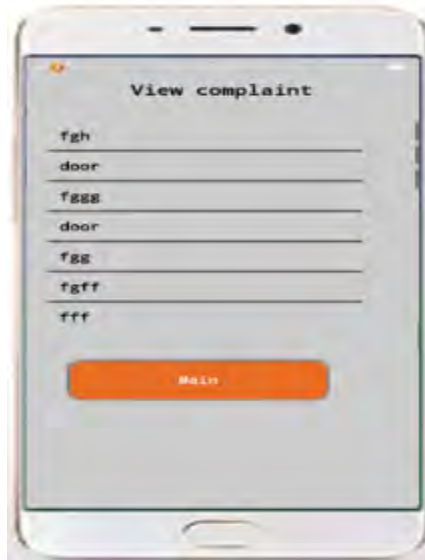 View complaint
fgh
door
fggg
door
fgg
fgff
fff
Main